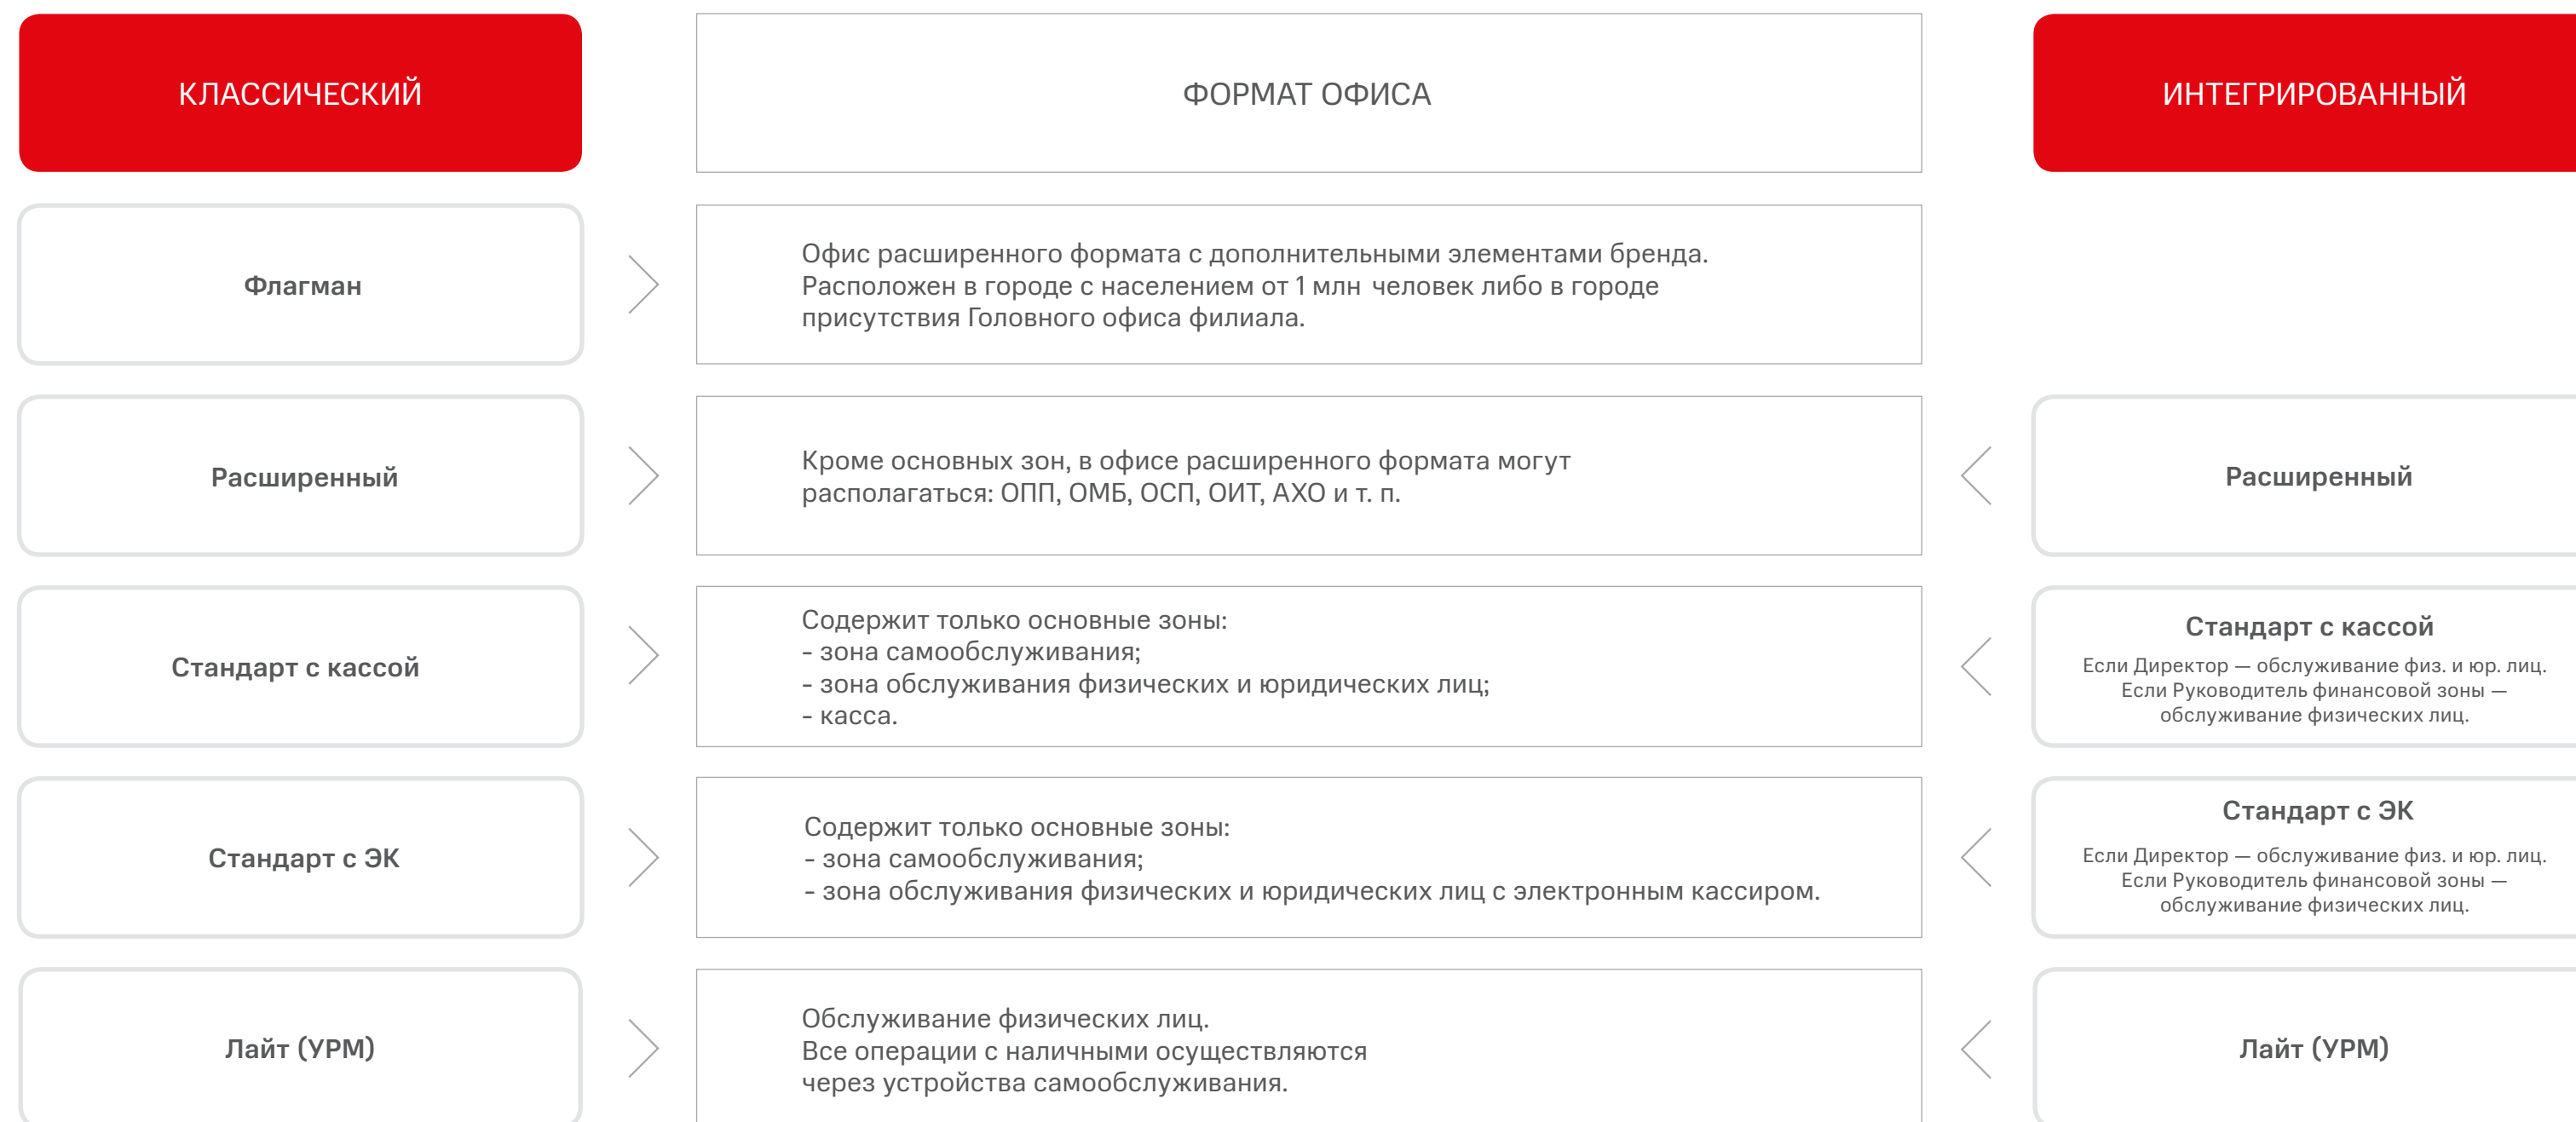 КЛАССИЧЕСКИЙ
ФОРМАТ ОФИСА
ИНТЕГРИРОВАННЫЙ
Флагман
Офис расширенного формата с дополнительными элементами бренда.
Расположен в городе с населением от 1 млн человек либо в городе
присутствия Головного офиса филиала.
Расширенный
Кроме основных зон, в офисе расширенного формата могут
располагаться: ОПП, ОМБ, ОСП, ОИТ, АХО и т. п.
Расширенный
Стандарт с кассой
Содержит только основные зоны:
- зона самообслуживания;
- зона обслуживания физических и юридических лиц;
- касса.
Стандарт с кассой
Если Директор — обслуживание физ. и юр. лиц.
Если Руководитель финансовой зоны —
обслуживание физических лиц.
Стандарт с ЭК
Содержит только основные зоны:
- зона самообслуживания;
- зона обслуживания физических и юридических лиц с электронным кассиром.
Стандарт с ЭК
Если Директор — обслуживание физ. и юр. лиц.
Если Руководитель финансовой зоны —
обслуживание физических лиц.
Лайт (УРМ)
Обслуживание физических лиц.
Все операции с наличными осуществляются
через устройства самообслуживания.
Лайт (УРМ)